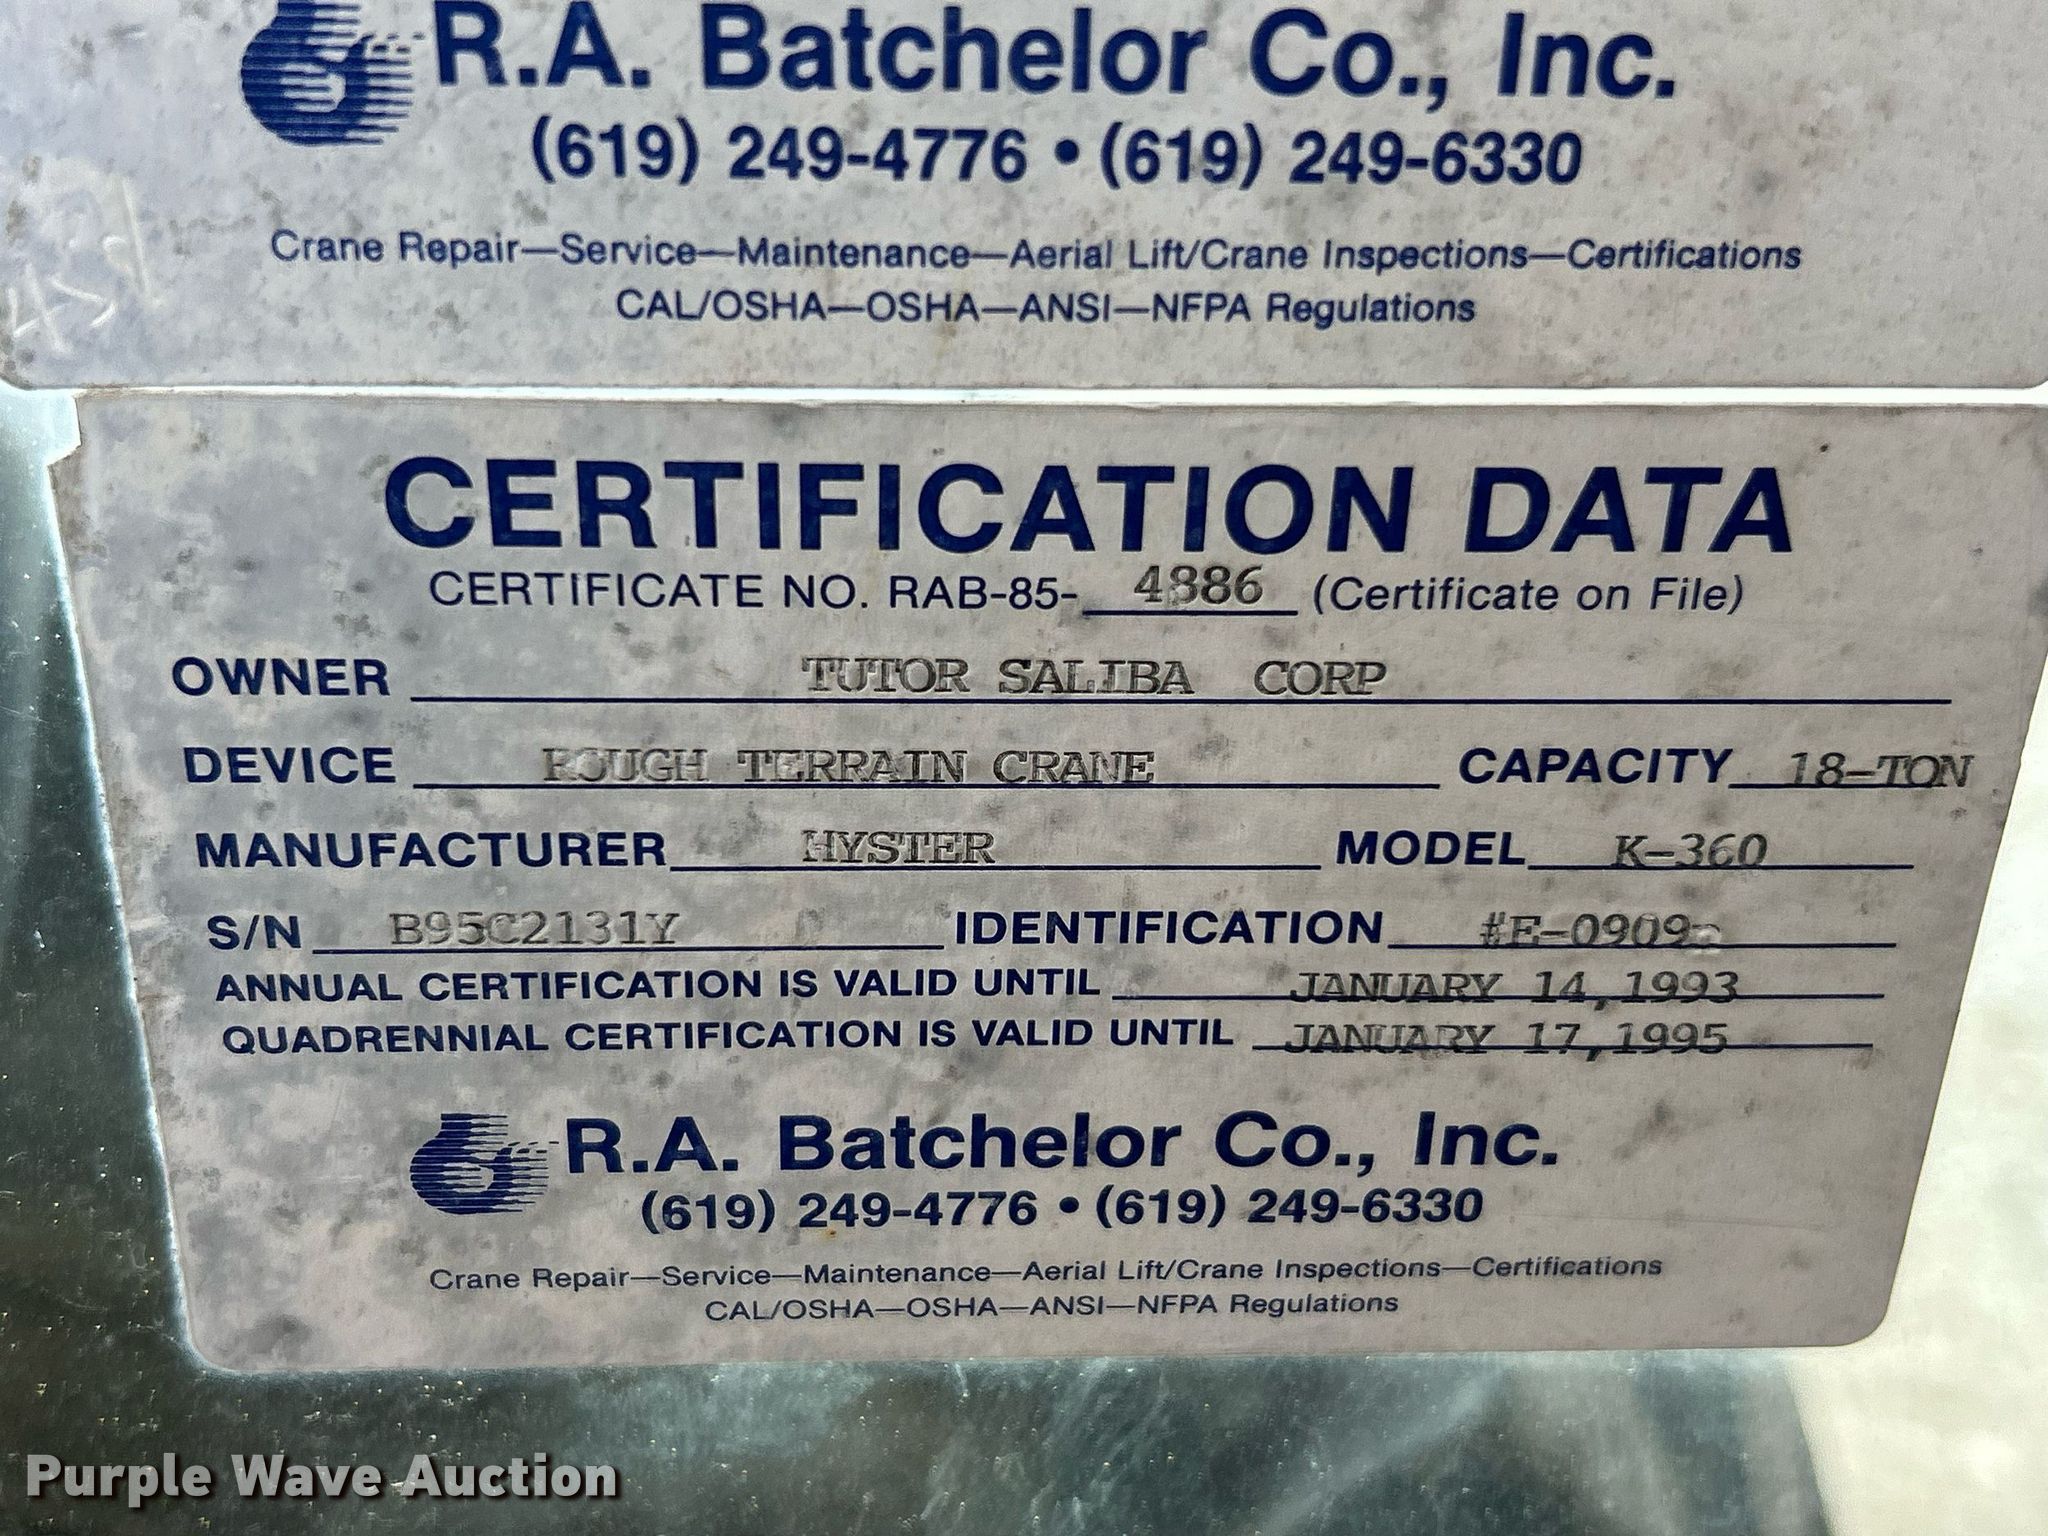 R.A. Batchelor Co., Inc.
(619) 249-4776 • (619) 249-6330
Crane Repair—Service—Maintenance—Aerial Lift/Crane Inspections—Certifications
CAL/OSHA—OSHA—ANSI—NFPA Regulations
CERTIFICATION DATA
CERTIFICATE NO. RAB-85- 4886 (Certificate on File)
OWNER TUTOR SALIBA CORP
DEVICE ROUGH TERRAIN CRANE CAPACITY 18-TON
MANUFACTURER HYSTER MODEL K-360
S/N B95C2131Y IDENTIFICATION #E-0909
ANNUAL CERTIFICATION IS VALID UNTIL JANUARY 14,1993
QUADRENNIAL CERTIFICATION IS VALID UNTIL JANUARY 17,1995
R.A. Batchelor Co., Inc.
(619) 249-4776 • (619) 249-6330
Crane Repair—Service—Maintenance—Aerial Lift/Crane Inspections—Certifications
CAL/OSHA—OSHA—ANSI—NFPA Regulations
Purple Wave Auction